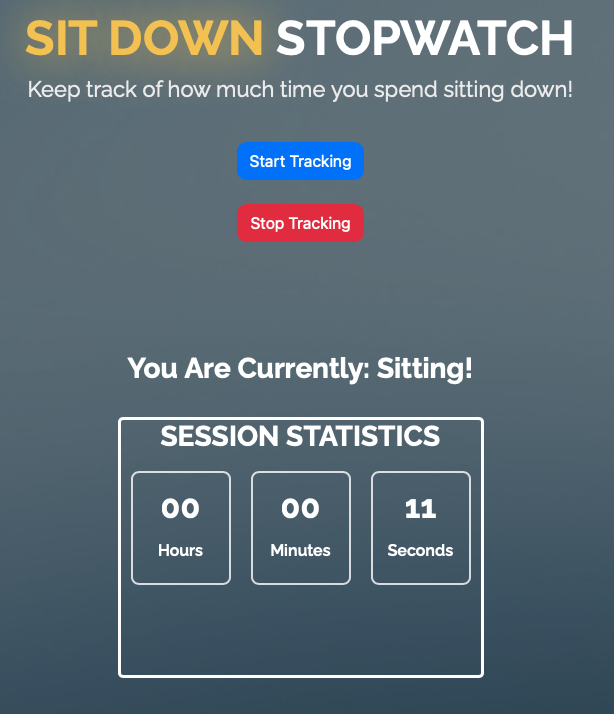 SIT DOWN STOPWATCH
Keep track of how much time you spend sitting down!
Start Tracking
Stop Tracking
You Are Currently: Sitting!
SESSION STATISTICS
00 00 11
Hours Minutes Seconds